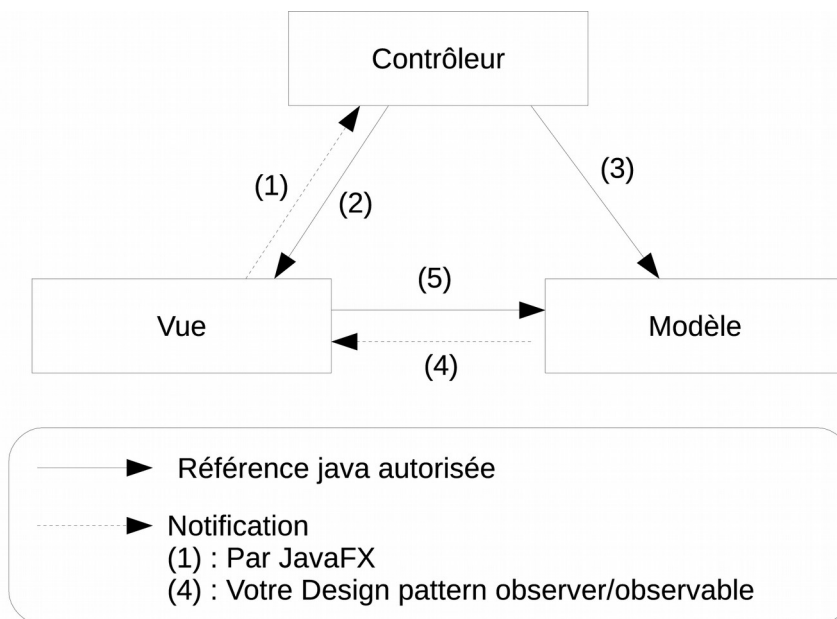 Contrôleur
(1)
(2)
(3)
(5)
Vue
Modèle
(4)
Référence java autorisée
Notification
(1) : Par JavaFX
(4) : Votre Design pattern observer/observable